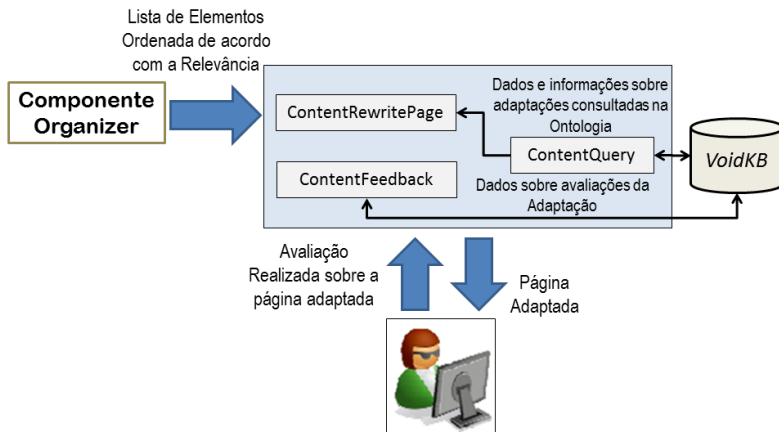 Lista de Elementos
Ordenada de acordo
com a Relevância
Componente
Organizer
ContentRewritePage
Dados e informações sobre
adaptações consultadas na
Ontologia
ContentQuery
VoidKB
ContentFeedback
Dados sobre avaliações da
Adaptação
Avaliação
Realizada sobre a
página adaptada
Página
Adaptada